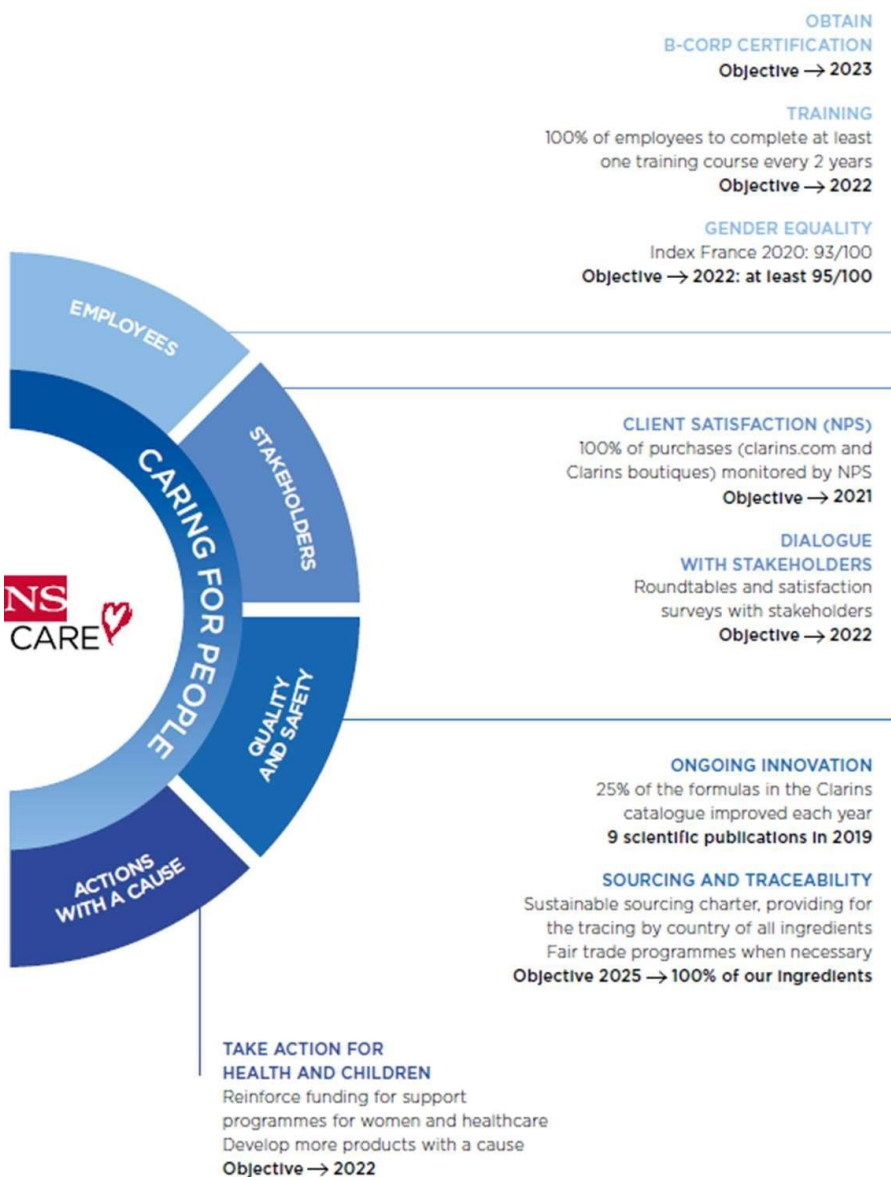 OBTAIN
B-CORP CERTIFICATION
Objective → 2023
TRAINING
100% of employees to complete at least
one training course every 2 years
Objective → 2022
GENDER EQUALITY
Index France 2020: 93/100
Objective → 2022: at least 95/100
EMPLOYEES
STAKEHOLDERS
CLIENT SATISFACTION (NPS)
100% of purchases (clarins.com and
Clarins boutiques) monitored by NPS
Objective → 2021
DIALOGUE
WITH STAKEHOLDERS
Roundtables and satisfaction
surveys with stakeholders
Objective → 2022
CARING FOR PEOPLE
NS
CARE
QUALITY
AND SAFETY
ONGOING INNOVATION
25% of the formulas in the Clarins
catalogue improved each year
9 scientific publications in 2019
SOURCING AND TRACEABILITY
Sustainable sourcing charter, providing for
the tracing by country of all ingredients
Fair trade programmes when necessary
Objective 2025 → 100% of our ingredients
ACTIONS
WITH A CAUSE
TAKE ACTION FOR
HEALTH AND CHILDREN
Reinforce funding for support
programmes for women and healthcare
Develop more products with a cause
Objective → 2022